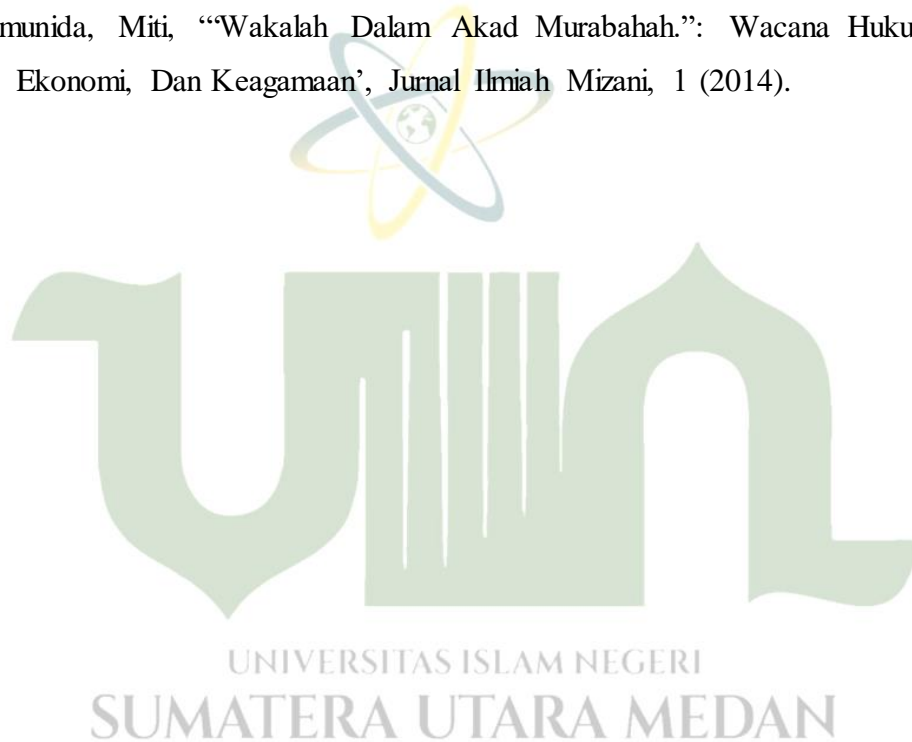 munida, Miti, “‘Wakalah Dalam Akad Murabahah.”: Wacana Huku
Ekonomi, Dan Keagamaan’, Jurnal Ilmiah Mizani, 1 (2014).
UIN
UNIVERSITAS ISLAM NEGERI
SUMATERA UTARA MEDAN